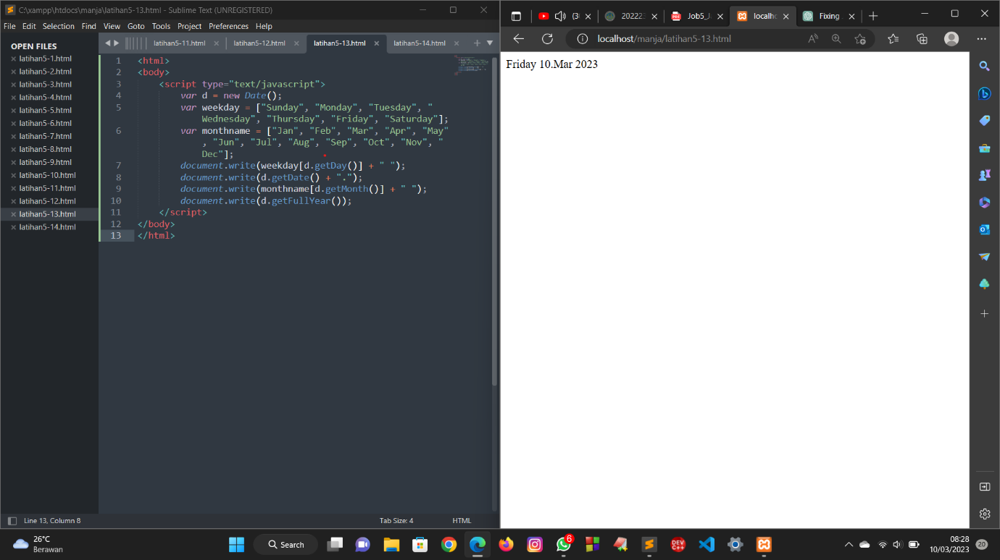 C:\xampp\htdocs\manja\latihan5-13.html - Sublime Text (UNREGISTERED)
File Edit Selection Find View Goto Tools Project Preferences Help
OPEN FILES
latihan5-1.html
latihan5-2.html
latihan5-3.html
latihan5-4.html
latihan5-5.html
latihan5-6.html
latihan5-7.html
latihan5-8.html
latihan5-9.html
latihan5-10.html
latihan5-11.html
latihan5-12.html
latihan5-13.html
latihan5-14.html
latihan5-11.html latihan5-12.html latihan5-13.html latihan5-14.html
1 <html>
2 <body>
3 <script type="text/javascript">
4 var d = new Date();
5 var weekday = ["Sunday", "Monday", "Tuesday", "
Wednesday", "Thursday", "Friday", "Saturday"];
6 var monthname = ["Jan", "Feb", "Mar", "Apr", "May"
, "Jun", "Jul", "Aug", "Sep", "Oct", "Nov", "
Dec"];
7 document.write(weekday[d.getDay()] + " ");
8 document.write(d.getDate() + ".");
9 document.write(monthname[d.getMonth()] + " ");
10 document.write(d.getFullYear());
11 </script>
12 </body>
13 </html>
Line 13, Column 8 Tab Size: 4 HTML
(3 20222 Job5_J localho Fixing
localhost/manja/latihan5-13.html
Friday 10.Mar 2023
26°C
Berawan
Search
6
DEV
C++
08:28
10/03/2023
20